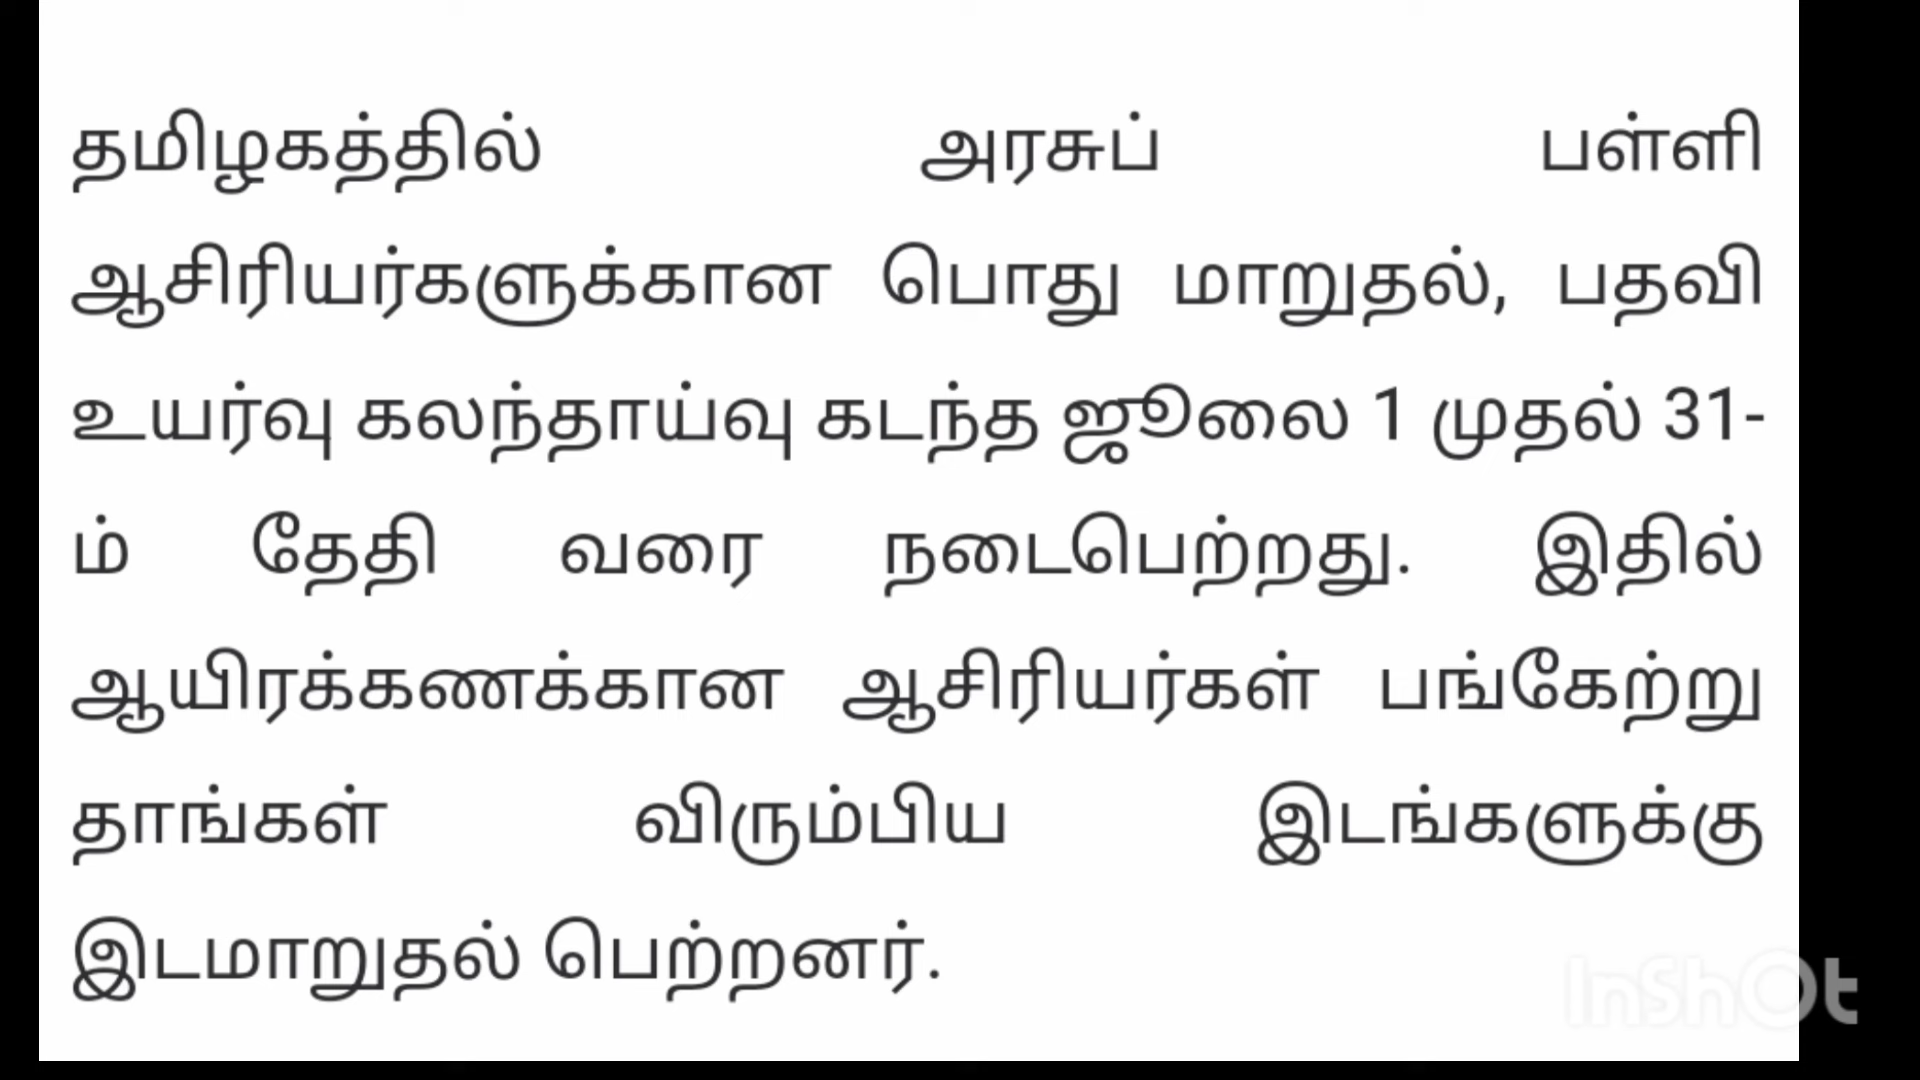 தமிழகத்தில் அரசுப் பள்ளி
ஆசிரியர்களுக்கான பொது மாறுதல், பதவி
உயர்வு கலந்தாய்வு கடந்த ஜூலை 1 முதல் 31-
ம் தேதி வரை நடைபெற்றது. இதில்
ஆயிரக்கணக்கான ஆசிரியர்கள் பங்கேற்று
தாங்கள் விரும்பிய இடங்களுக்கு
இடமாறுதல் பெற்றனர்.
InShOt